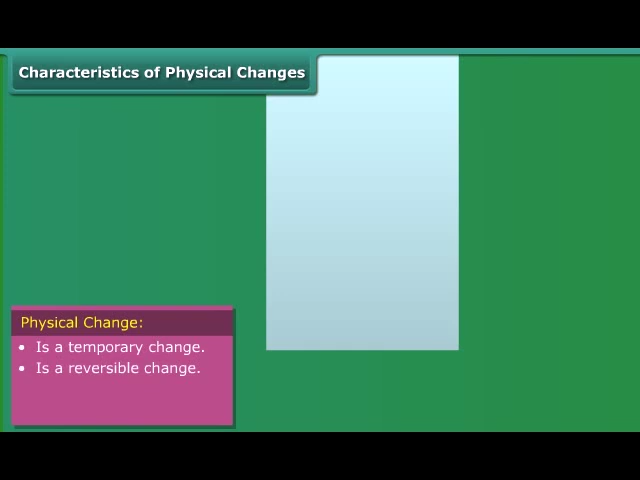 Characteristics of Physical Changes
Physical Change:
• Is a temporary change.
• Is a reversible change.